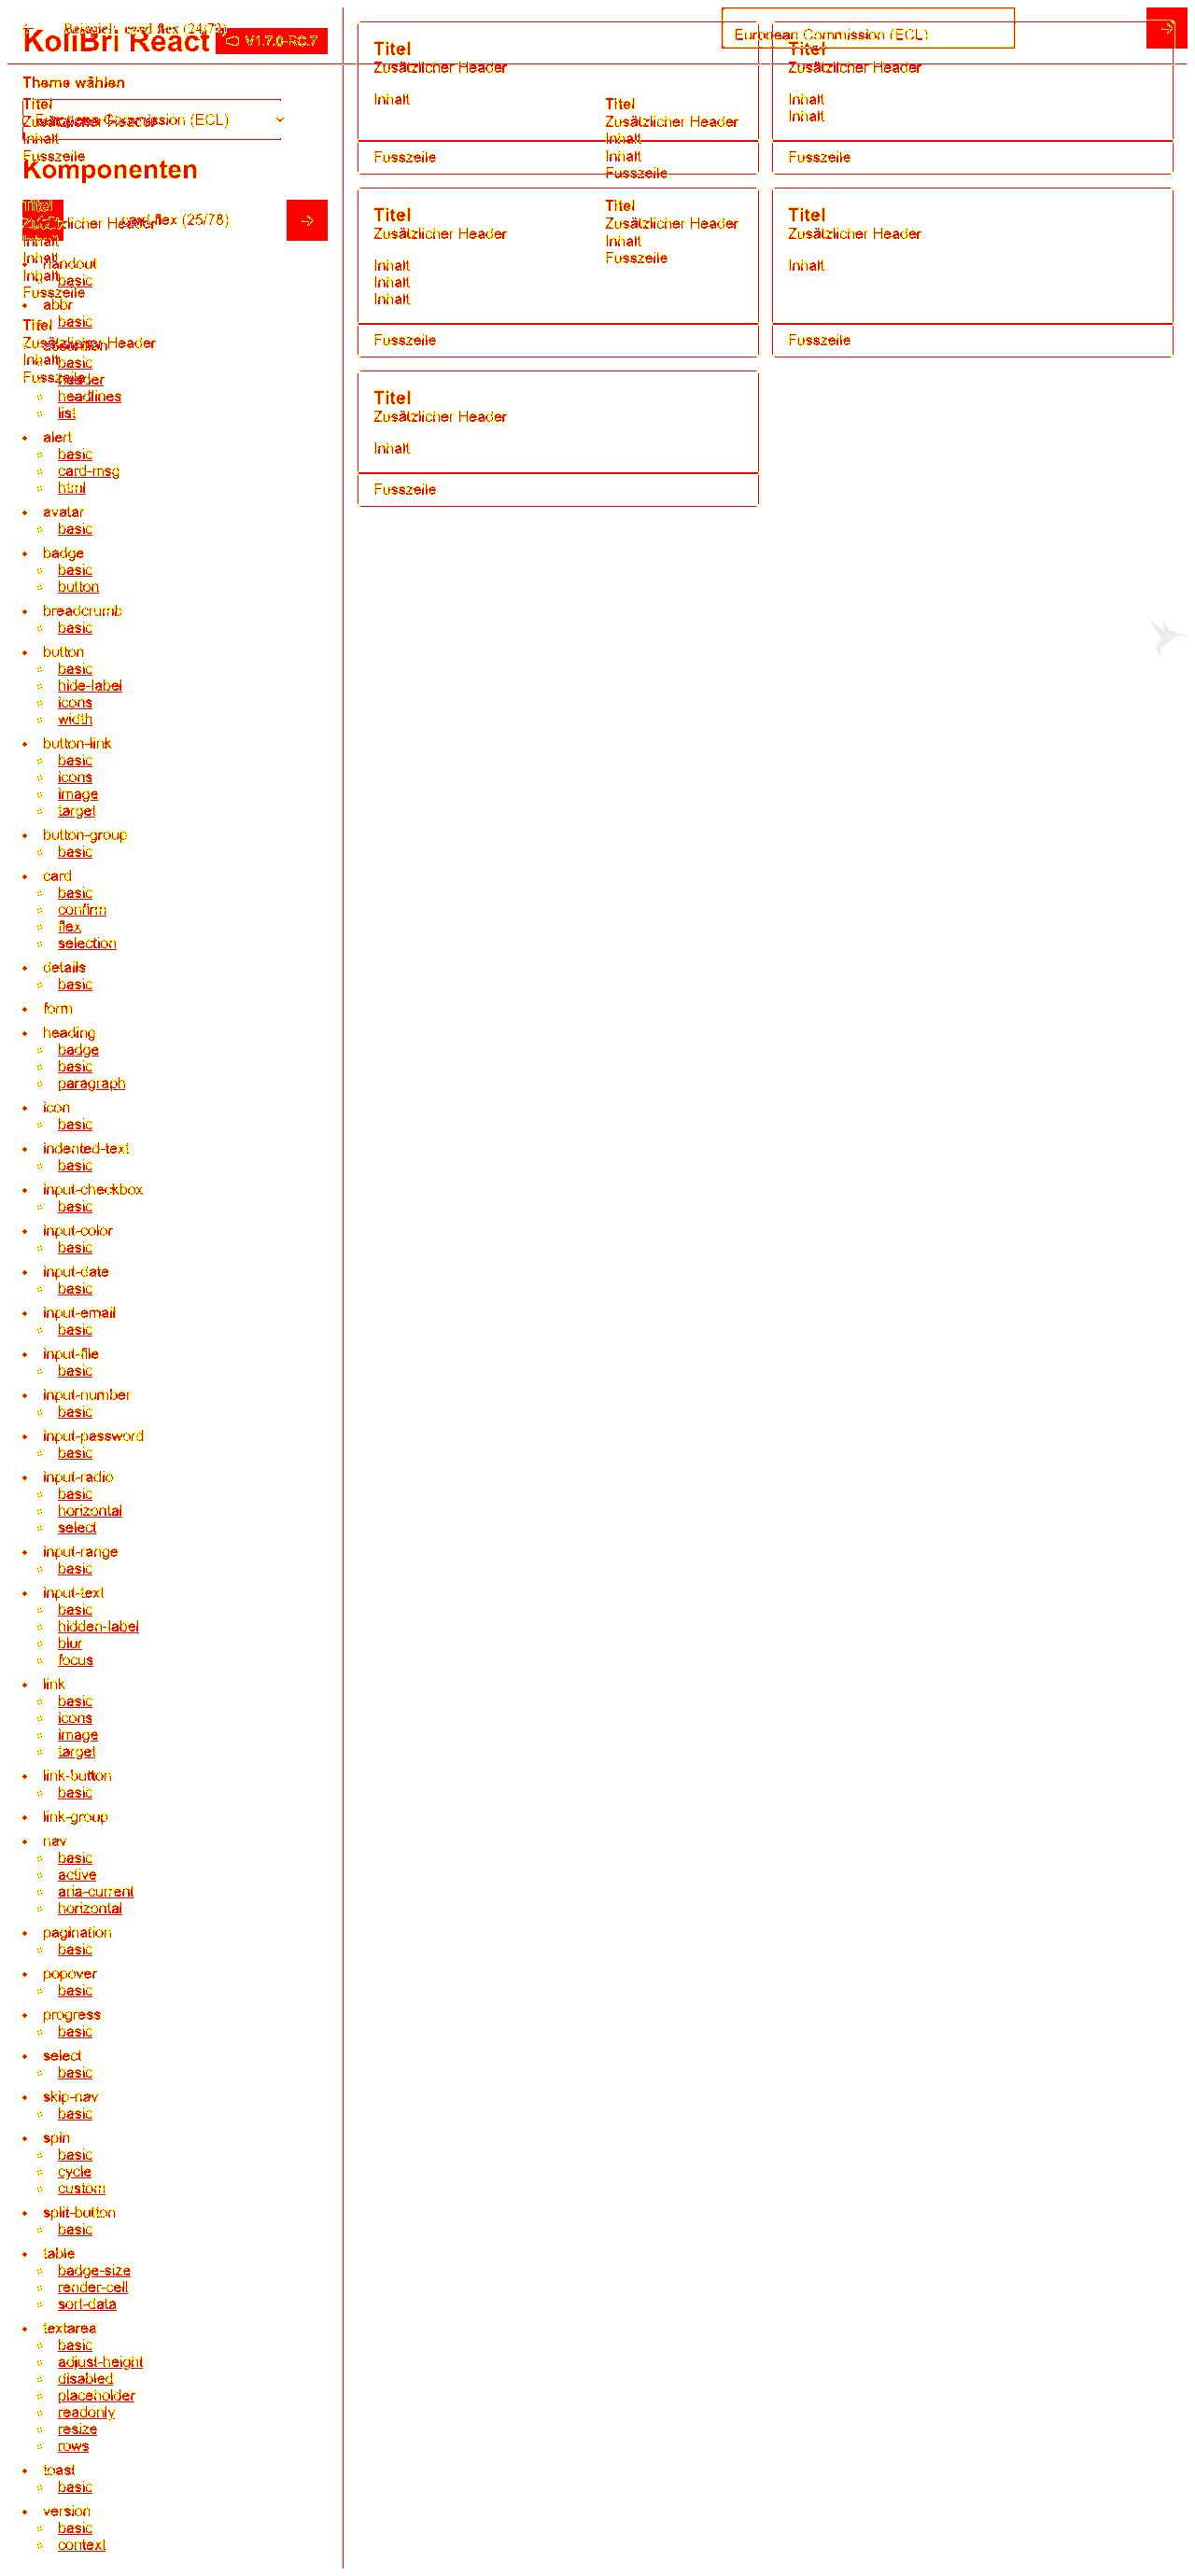 Beispiel: card flex (24/78)
KoliBri React
V1.7.0-RC.7
European Commission (ECL)
Theme wählen
European Commission (ECL)
Titel
Zusätzlicher Header
Inhalt
Fusszeile
Komponenten
card flex (25/78)
Titel
Zusätzlicher Header
Inhalt
Inhalt
Inhalt
Fusszeile
Titel
Zusätzlicher Header
Inhalt
Fusszeile
handout
basic
abbr
basic
accordion
basic
header
headlines
list
alert
basic
card-msg
html
avatar
basic
badge
basic
button
breadcrumb
basic
button
basic
hide-label
icons
width
button-link
basic
icons
image
target
button-group
basic
card
basic
confirm
flex
selection
details
basic
form
heading
badge
basic
paragraph
icon
basic
indented-text
basic
input-checkbox
basic
input-color
basic
input-date
basic
input-email
basic
input-file
basic
input-number
basic
input-password
basic
input-radio
basic
horizontal
select
input-range
basic
input-text
basic
hidden-label
blur
focus
link
basic
icons
image
target
link-button
basic
link-group
nav
basic
active
aria-current
horizontal
pagination
basic
popover
basic
progress
basic
select
basic
skip-nav
basic
spin
basic
cycle
custom
split-button
basic
table
badge-size
render-cell
sort-data
textarea
basic
adjust-height
disabled
placeholder
readonly
resize
rows
toast
basic
version
basic
context
Titel
Zusätzlicher Header
Inhalt
Fusszeile
Titel
Zusätzlicher Header
Inhalt
Inhalt
Fusszeile
Titel
Zusätzlicher Header
Inhalt
Inhalt
Fusszeile
Titel
Zusätzlicher Header
Inhalt
Inhalt
Inhalt
Fusszeile
Titel
Zusätzlicher Header
Inhalt
Fusszeile
Titel
Zusätzlicher Header
Inhalt
Fusszeile
Titel
Zusätzlicher Header
Inhalt
Fusszeile